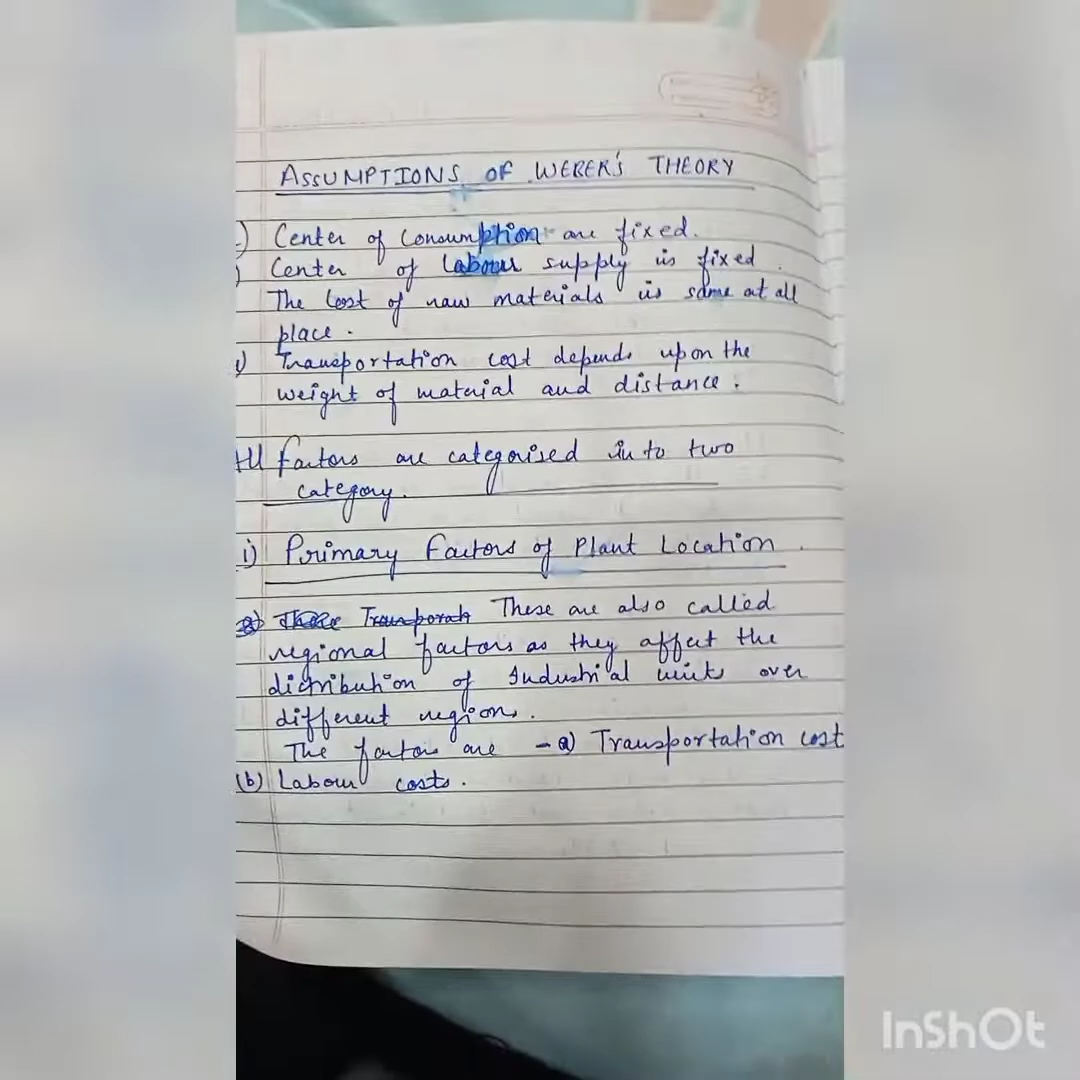 ASSUMPTIONS OF WEBER'S THEORY
) Center of Consumption are fixed.
) Center of labour supply is fixed.
The Cost of raw materials is same at all
place.
) Transportation cost depends upon the
weight of material and distance.
factors are categorised in to two
category.
i) Primary Factors of Plant Location.
These are also called
regional factors as they affect the
distribution of Industrial units over
different regions.
The factors are - a) Transportation cost
(b) Labour costs.
InShOt